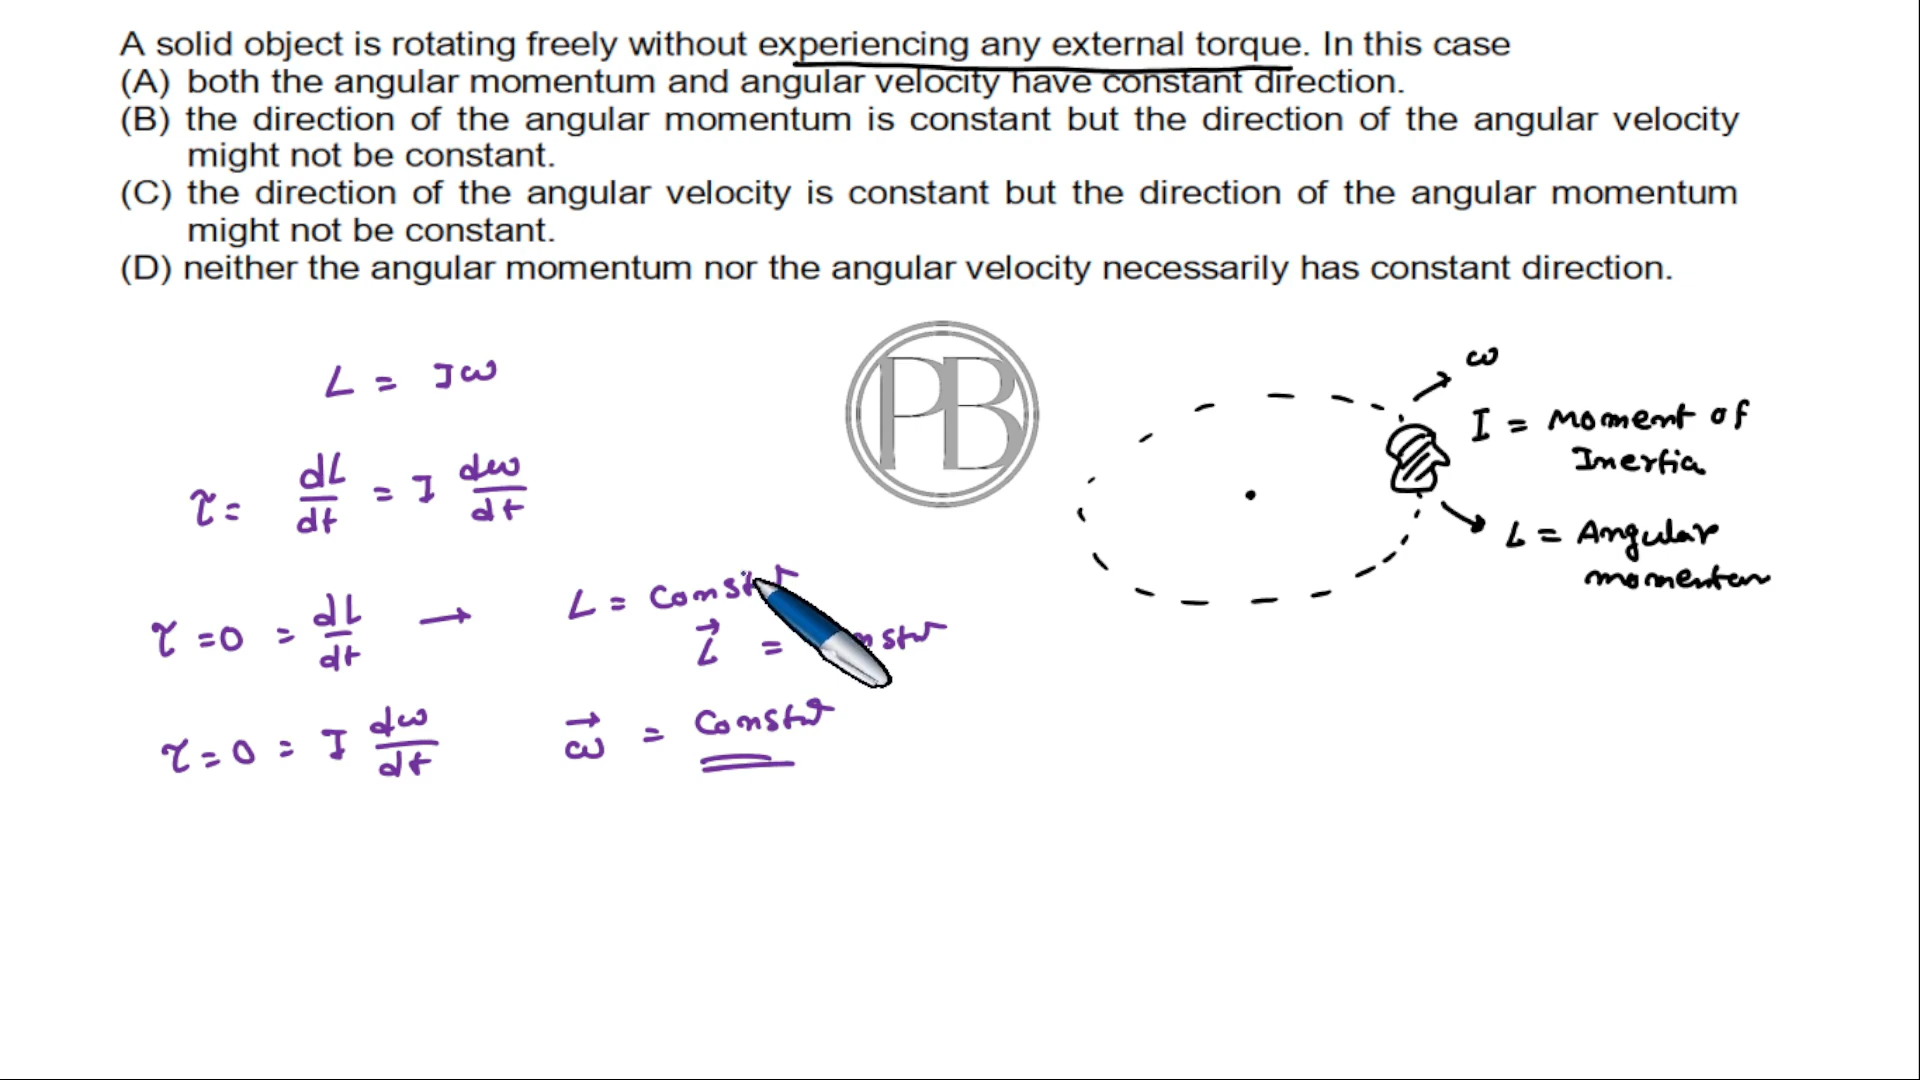 A solid object is rotating freely without experiencing any external torque. In this case
(A) both the angular momentum and angular velocity have constant direction.
(B) the direction of the angular momentum is constant but the direction of the angular velocity
might not be constant.
(C) the direction of the angular velocity is constant but the direction of the angular momentum
might not be constant.
(D) neither the angular momentum nor the angular velocity necessarily has constant direction.
PB
L = Iω
τ = dL/dt = I dω/dt
τ = 0 = dL/dt → L =
L⃗ =
τ = 0 = I dω/dt ω⃗ = Constnt
ω
I = Moment of
Inertia
L = Angular